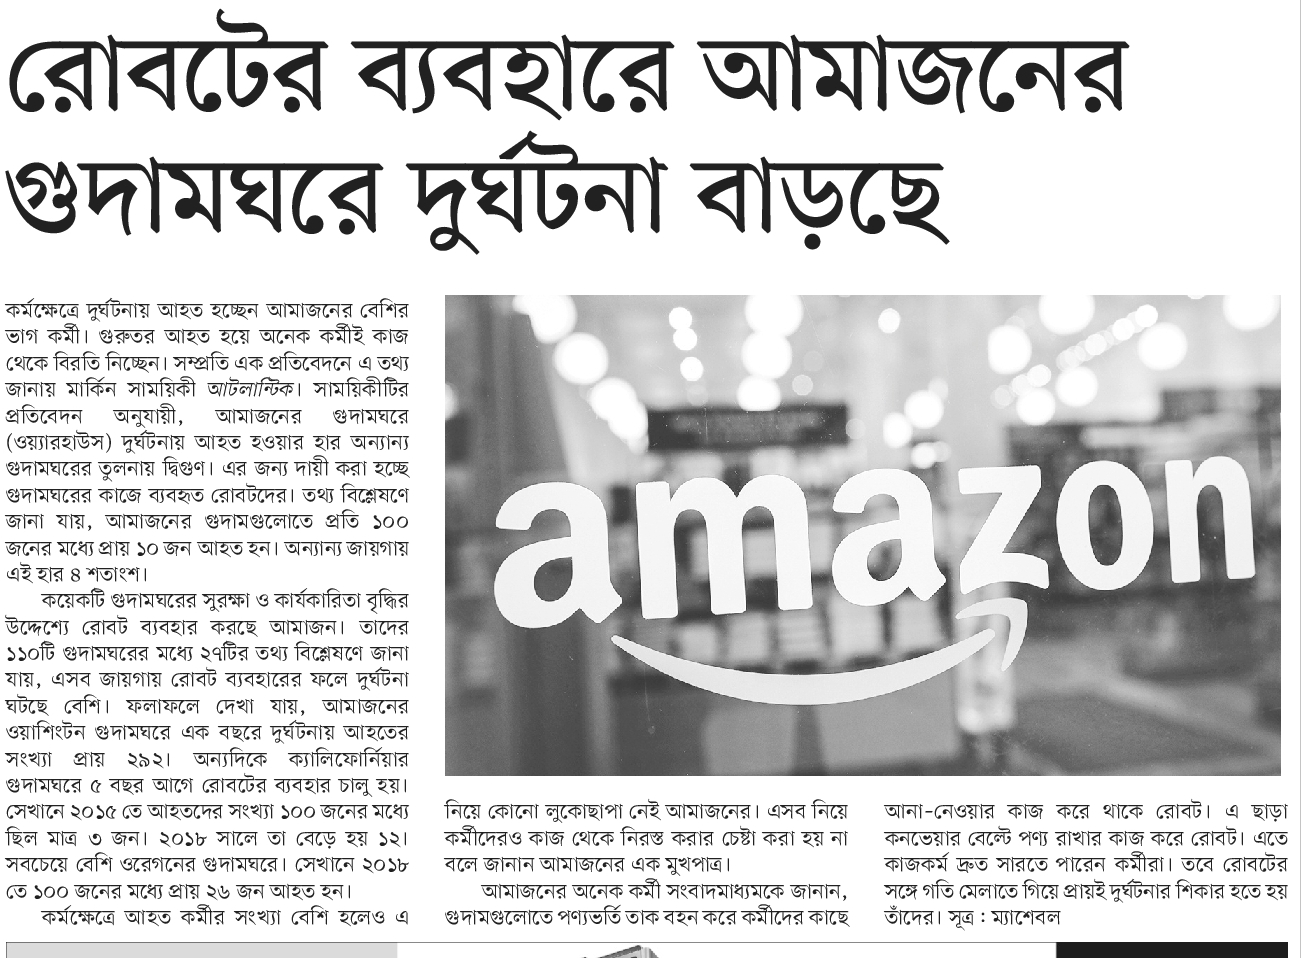 রোবটের ব্যবহারে আমাজনের
গুদামঘরে দুর্ঘটনা বাড়ছে
কর্মক্ষেত্রে দুর্ঘটনায় আহত হচ্ছেন আমাজনের বেশির
ভাগ কর্মী। গুরুতর আহত হয়ে অনেক কর্মীই কাজ
থেকে বিরতি নিচ্ছেন। সম্প্রতি এক প্রতিবেদনে এ তথ্য
জানায় মার্কিন সাময়িকী আটলান্টিক। সাময়িকীটির
প্রতিবেদন অনুযায়ী, আমাজনের গুদামঘরে
(ওয়্যারহাউস) দুর্ঘটনায় আহত হওয়ার হার অন্যান্য
গুদামঘরের তুলনায় দ্বিগুণ। এর জন্য দায়ী করা হচ্ছে
গুদামঘরের কাজে ব্যবহৃত রোবটদের। তথ্য বিশ্লেষণে
জানা যায়, আমাজনের গুদামগুলোতে প্রতি ১০০
জনের মধ্যে প্রায় ১০ জন আহত হন। অন্যান্য জায়গায়
এই হার ৪ শতাংশ।
কয়েকটি গুদামঘরের সুরক্ষা ও কার্যকারিতা বৃদ্ধির
উদ্দেশ্যে রোবট ব্যবহার করছে আমাজন। তাদের
১১০টি গুদামঘরের মধ্যে ২৭টির তথ্য বিশ্লেষণে জানা
যায়, এসব জায়গায় রোবট ব্যবহারের ফলে দুর্ঘটনা
ঘটছে বেশি। ফলাফলে দেখা যায়, আমাজনের
ওয়াশিংটন গুদামঘরে এক বছরে দুর্ঘটনায় আহতের
সংখ্যা প্রায় ২৯২। অন্যদিকে ক্যালিফোর্নিয়ার
গুদামঘরে ৫ বছর আগে রোবটের ব্যবহার চালু হয়।
সেখানে ২০১৫ তে আহতদের সংখ্যা ১০০ জনের মধ্যে
ছিল মাত্র ৩ জন। ২০১৮ সালে তা বেড়ে হয় ১২।
সবচেয়ে বেশি ওরেগনের গুদামঘরে। সেখানে ২০১৮
তে ১০০ জনের মধ্যে প্রায় ২৬ জন আহত হন।
কর্মক্ষেত্রে আহত কর্মীর সংখ্যা বেশি হলেও এ
amazon
নিয়ে কোনো লুকোছাপা নেই আমাজনের। এসব নিয়ে
কর্মীদেরও কাজ থেকে নিরস্ত করার চেষ্টা করা হয় না
বলে জানান আমাজনের এক মুখপাত্র।
আমাজনের অনেক কর্মী সংবাদমাধ্যমকে জানান,
গুদামগুলোতে পণ্যভর্তি তাক বহন করে কর্মীদের কাছে
আনা-নেওয়ার কাজ করে থাকে রোবট। এ ছাড়া
কনভেয়ার বেল্টে পণ্য রাখার কাজ করে রোবট। এতে
কাজকর্ম দ্রুত সারতে পারেন কর্মীরা। তবে রোবটের
সঙ্গে গতি মেলাতে গিয়ে প্রায়ই দুর্ঘটনার শিকার হতে হয়
তাঁদের। সূত্র : ম্যাশেবল